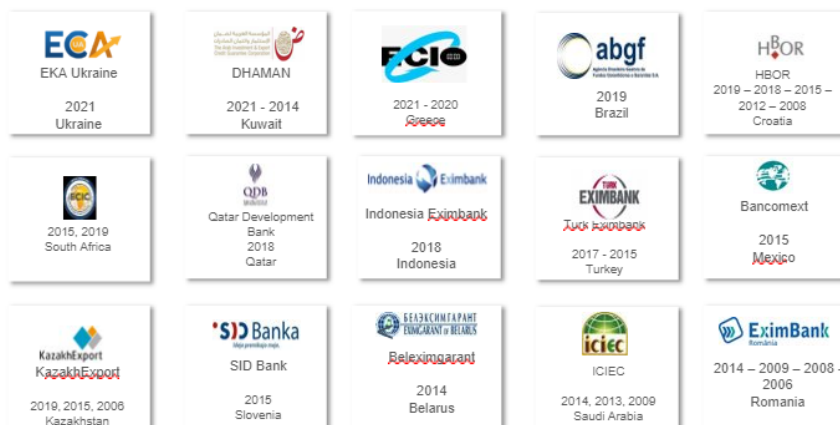 ECA
UA
EKA Ukraine
2021
Ukraine
DHAMAN
2021 - 2014
Kuwait
ECIO
2021 - 2020
Greece
abgf
2019
Brazil
HBOR
HBOR
2019 – 2018 – 2015 –
2012 – 2008
Croatia
ECIC
2015, 2019
South Africa
QDB
Qatar Development
Bank
2018
Qatar
Indonesia Eximbank
Indonesia Eximbank
2018
Indonesia
TURK
EXIMBANK
Turk Eximbank
2017 - 2015
Turkey
Bancomext
2015
Mexico
KazakhExport
KazakhExport
2019, 2015, 2006
Kazakhstan
SID Banka
SID Bank
2015
Slovenia
БЕЛЭКСИМГАРАНТ
EXIMGARANT OF BELARUS
Beleximgarant
2014
Belarus
iciec
ICIEC
2014, 2013, 2009
Saudi Arabia
EximBank
România
2014 – 2009 – 2008 -
2006
Romania